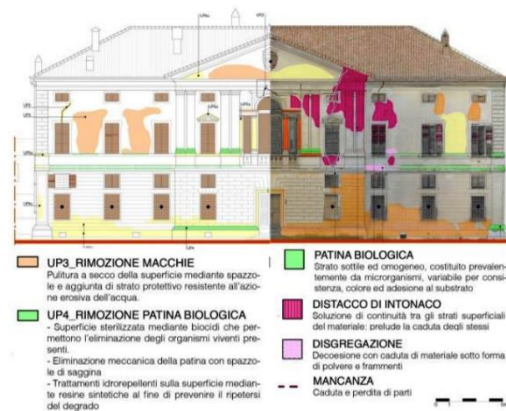 UP3_RIMOZIONE MACCHIE
Pulitura a secco della superficie mediante spazzo-
le e aggiunta di strato protettivo resistente all'azio-
ne erosiva dell'acqua.
UP4_RIMOZIONE PATINA BIOLOGICA
- Superficie sterilizzata mediante biocidi che per-
mettono l'eliminazione degli organismi viventi pre-
senti.
- Eliminazione meccanica della patina con spazzo-
le di saggina
- Trattamenti idrorepellenti sulla superficie median-
te resine sintetiche al fine di prevenire il ripetersi
del degrado
PATINA BIOLOGICA
Strato sottile ed omogeneo, costituito prevalen-
temente da microrganismi, variabile per consi-
stenza, colore ed adesione al substrato
DISTACCO DI INTONACO
Soluzione di continuità tra gli strati superficiali
del materiale; prelude la caduta degli stessi
DISGREGAZIONE
Decoesione con caduta di materiale sotto forma
di polvere e frammenti
MANCANZA
Caduta e perdita di parti